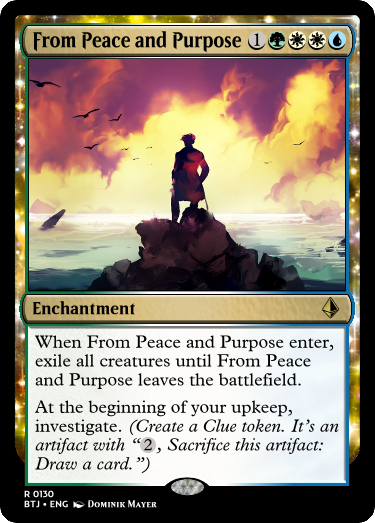 From Peace and Purpose 1
Enchantment
When From Peace and Purpose enter,
exile all creatures until From Peace
and Purpose leaves the battlefield.
At the beginning of your upkeep,
investigate. (Create a Clue token. It's an
artifact with “2, Sacrifice this artifact:
Draw a card.”)
R 0130
BTJ • ENG Dominik Mayer